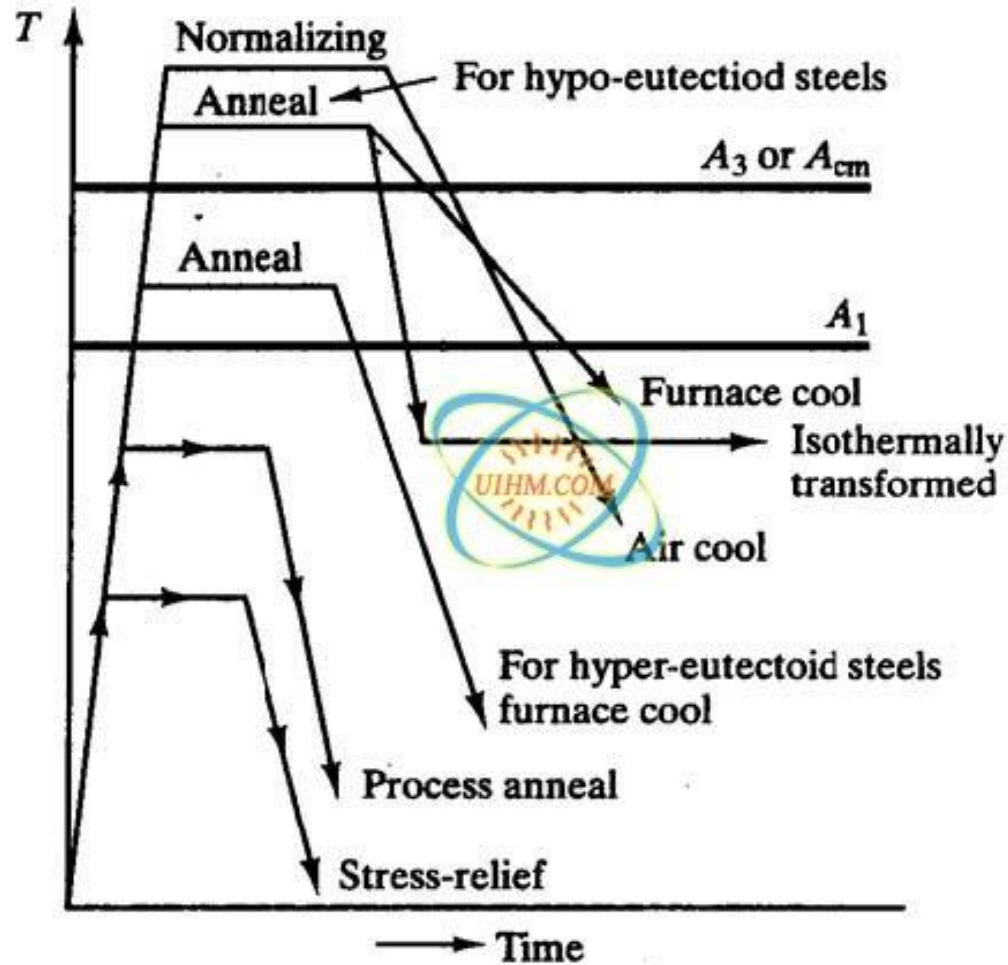 T
Normalizing
For hypo-eutectiod steels
Anneal
A₃ or A_cm
Anneal
A₁
Furnace cool
Isothermally
transformed
UIHM.COM
Air cool
For hyper-eutectoid steels
furnace cool
Process anneal
Stress-relief
Time